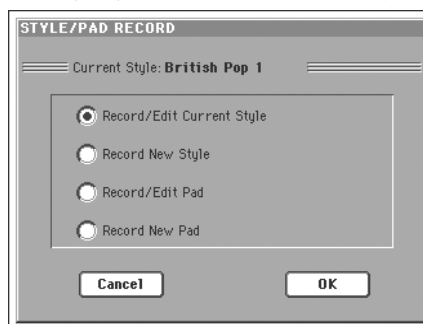 STYLE/PAD RECORD
Current Style: British Pop 1
Record/Edit Current Style
Record New Style
Record/Edit Pad
Record New Pad
Cancel OK